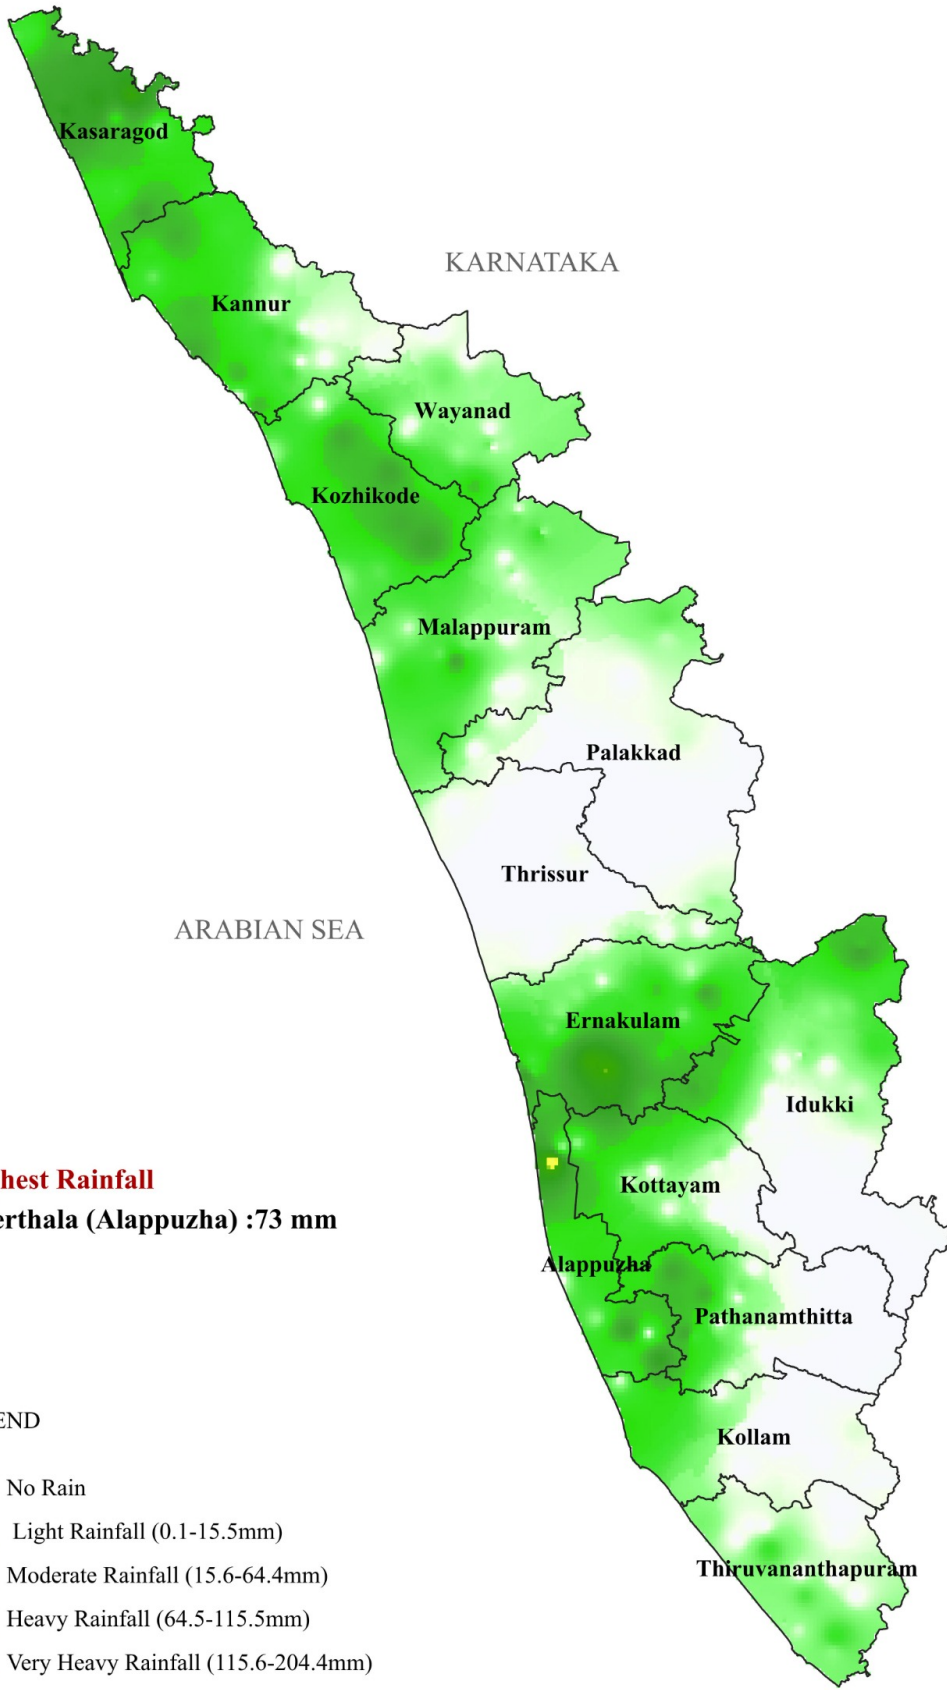 Kasaragod
KARNATAKA
Kannur
Wayanad
Kozhikode
Malappuram
Palakkad
Thrissur
ARABIAN SEA
Ernakulam
Idukki
hest Rainfall
Kottayam
erthala (Alappuzha) :73 mm
Alappuzha
Pathanamthitta
END
Kollam
No Rain
Light Rainfall (0.1-15.5mm)
Thiruvananthapuram
Moderate Rainfall (15.6-64.4mm)
Heavy Rainfall (64.5-115.5mm)
Very Heavy Rainfall (115.6-204.4mm)